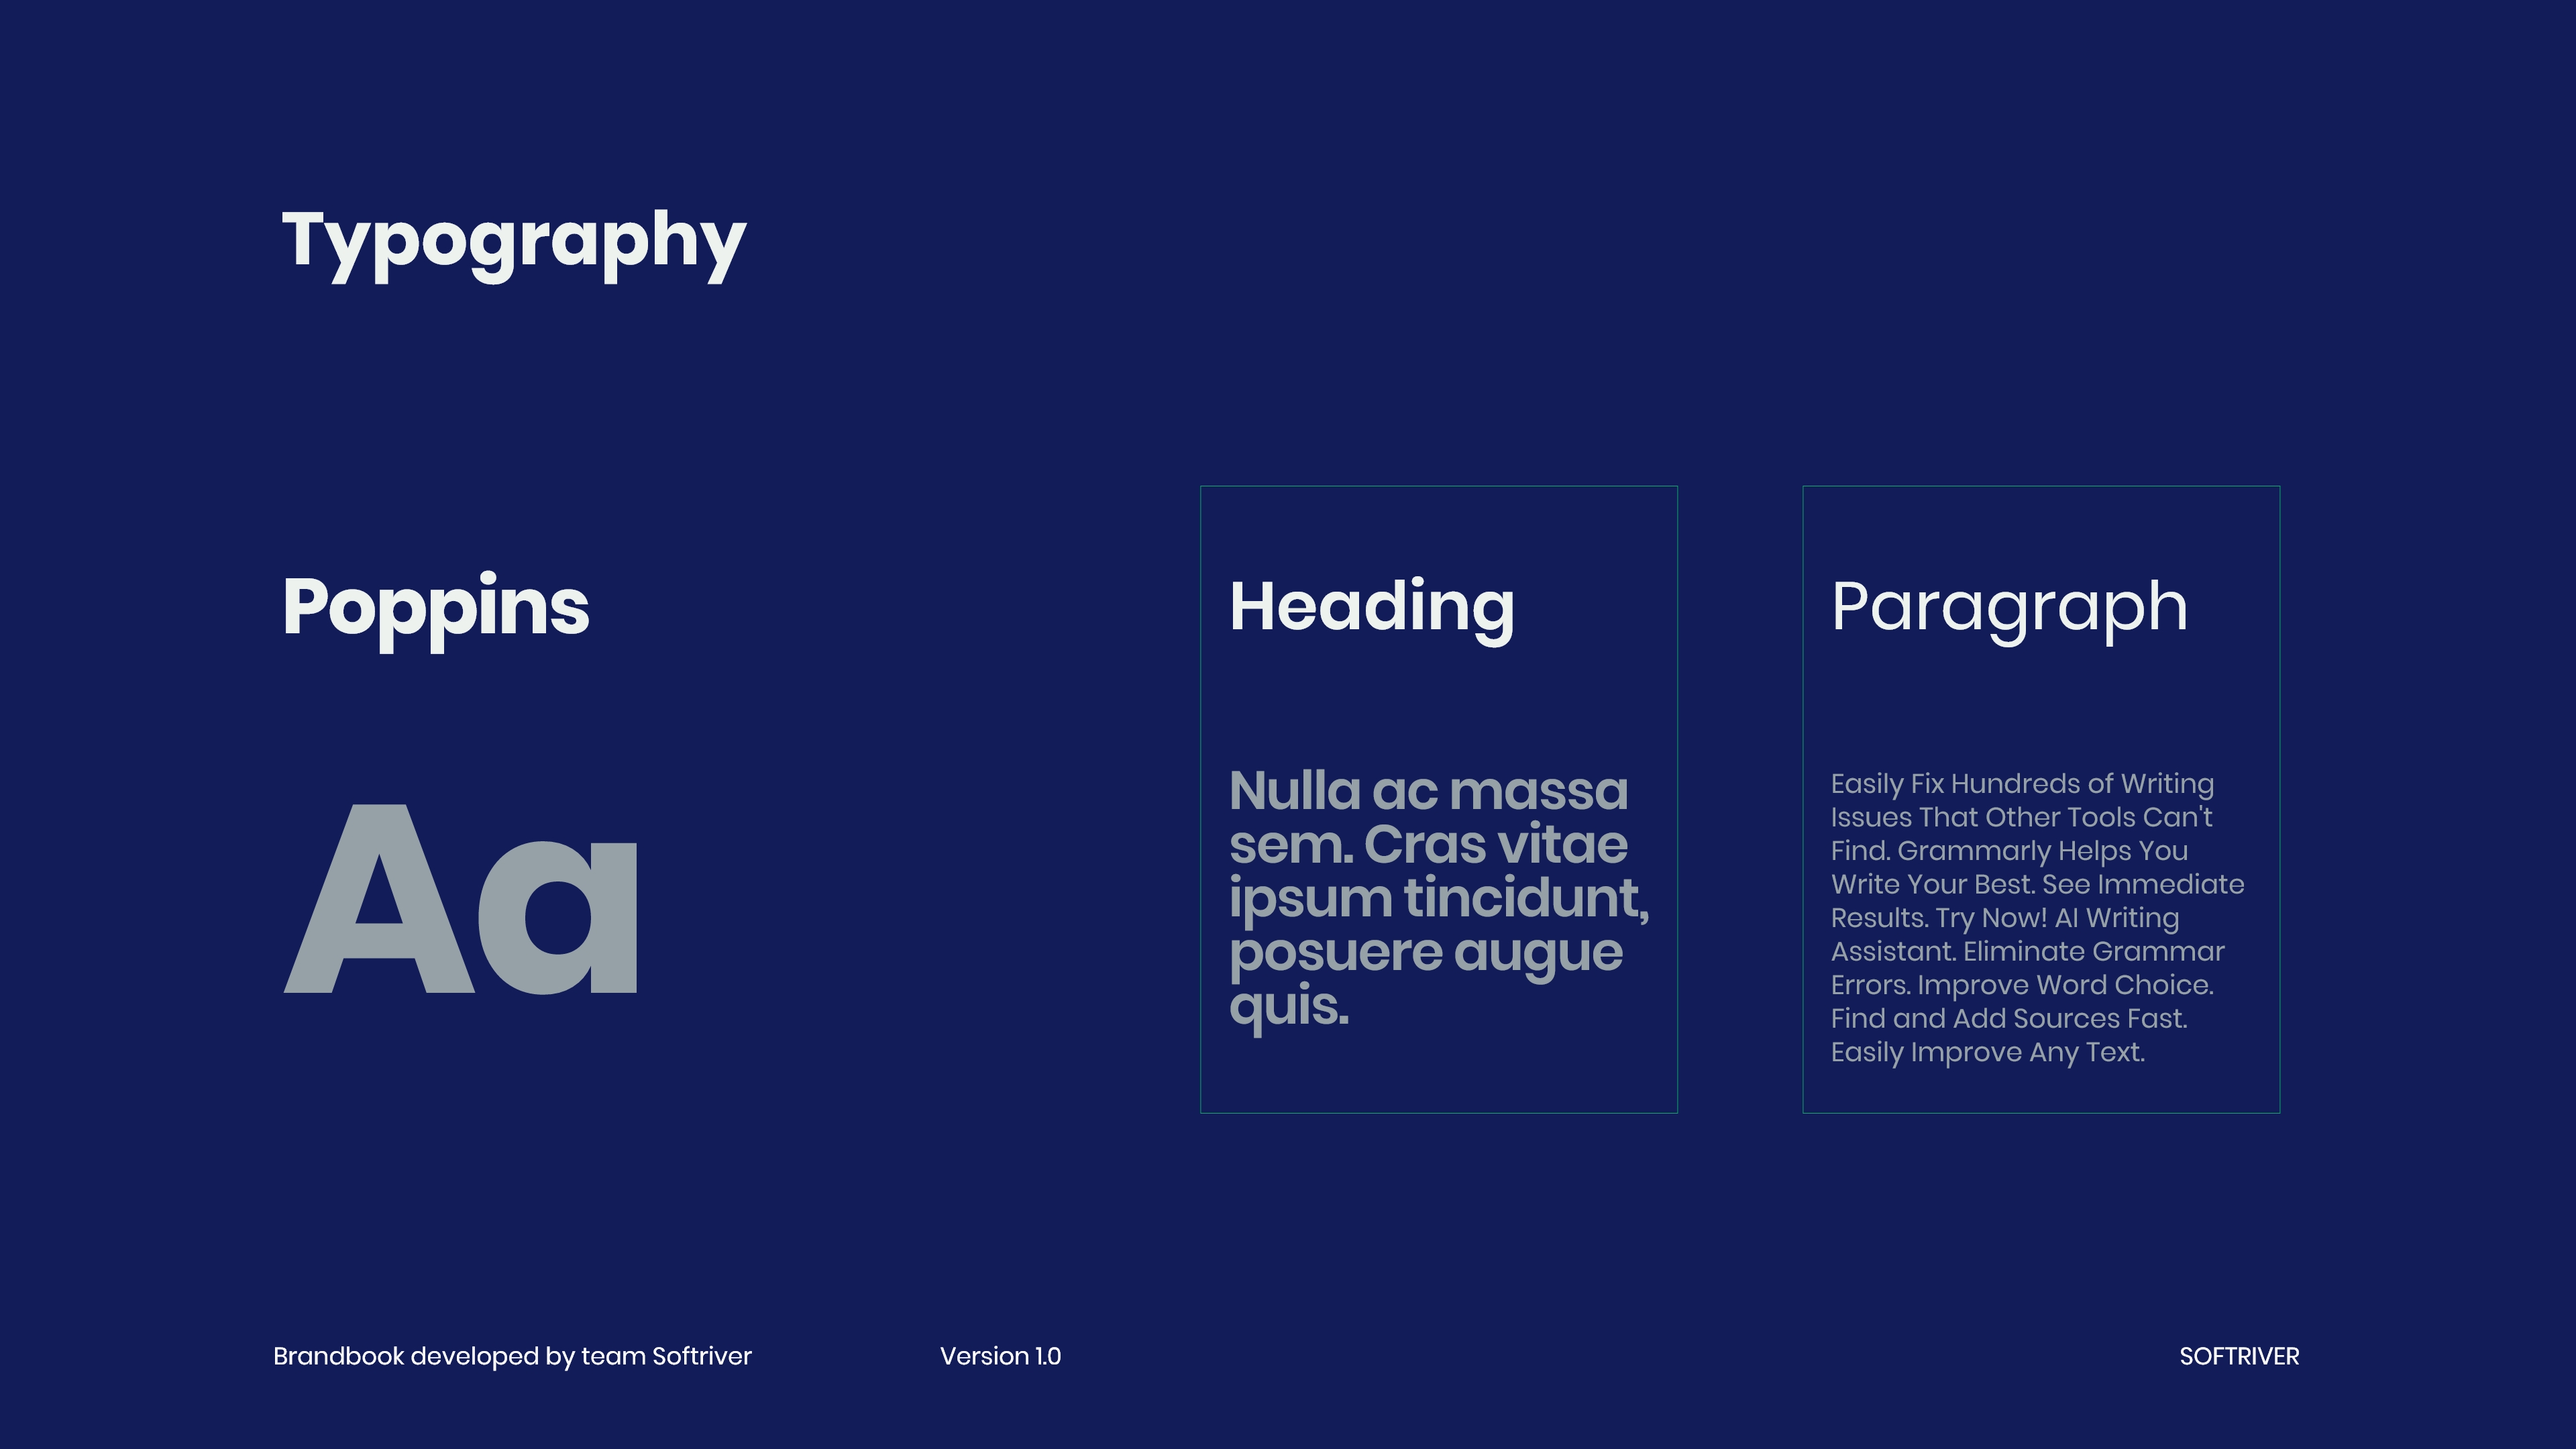 Typography
Poppins
Aa
Heading
Nulla ac massa
sem. Cras vitae
ipsum tincidunt,
posuere augue
quis.
Paragraph
Easily Fix Hundreds of Writing
Issues That Other Tools Can't
Find. Grammarly Helps You
Write Your Best. See Immediate
Results. Try Now! AI Writing
Assistant. Eliminate Grammar
Errors. Improve Word Choice.
Find and Add Sources Fast.
Easily Improve Any Text.
Brandbook developed by team Softriver
Version 1.0
SOFTRIVER